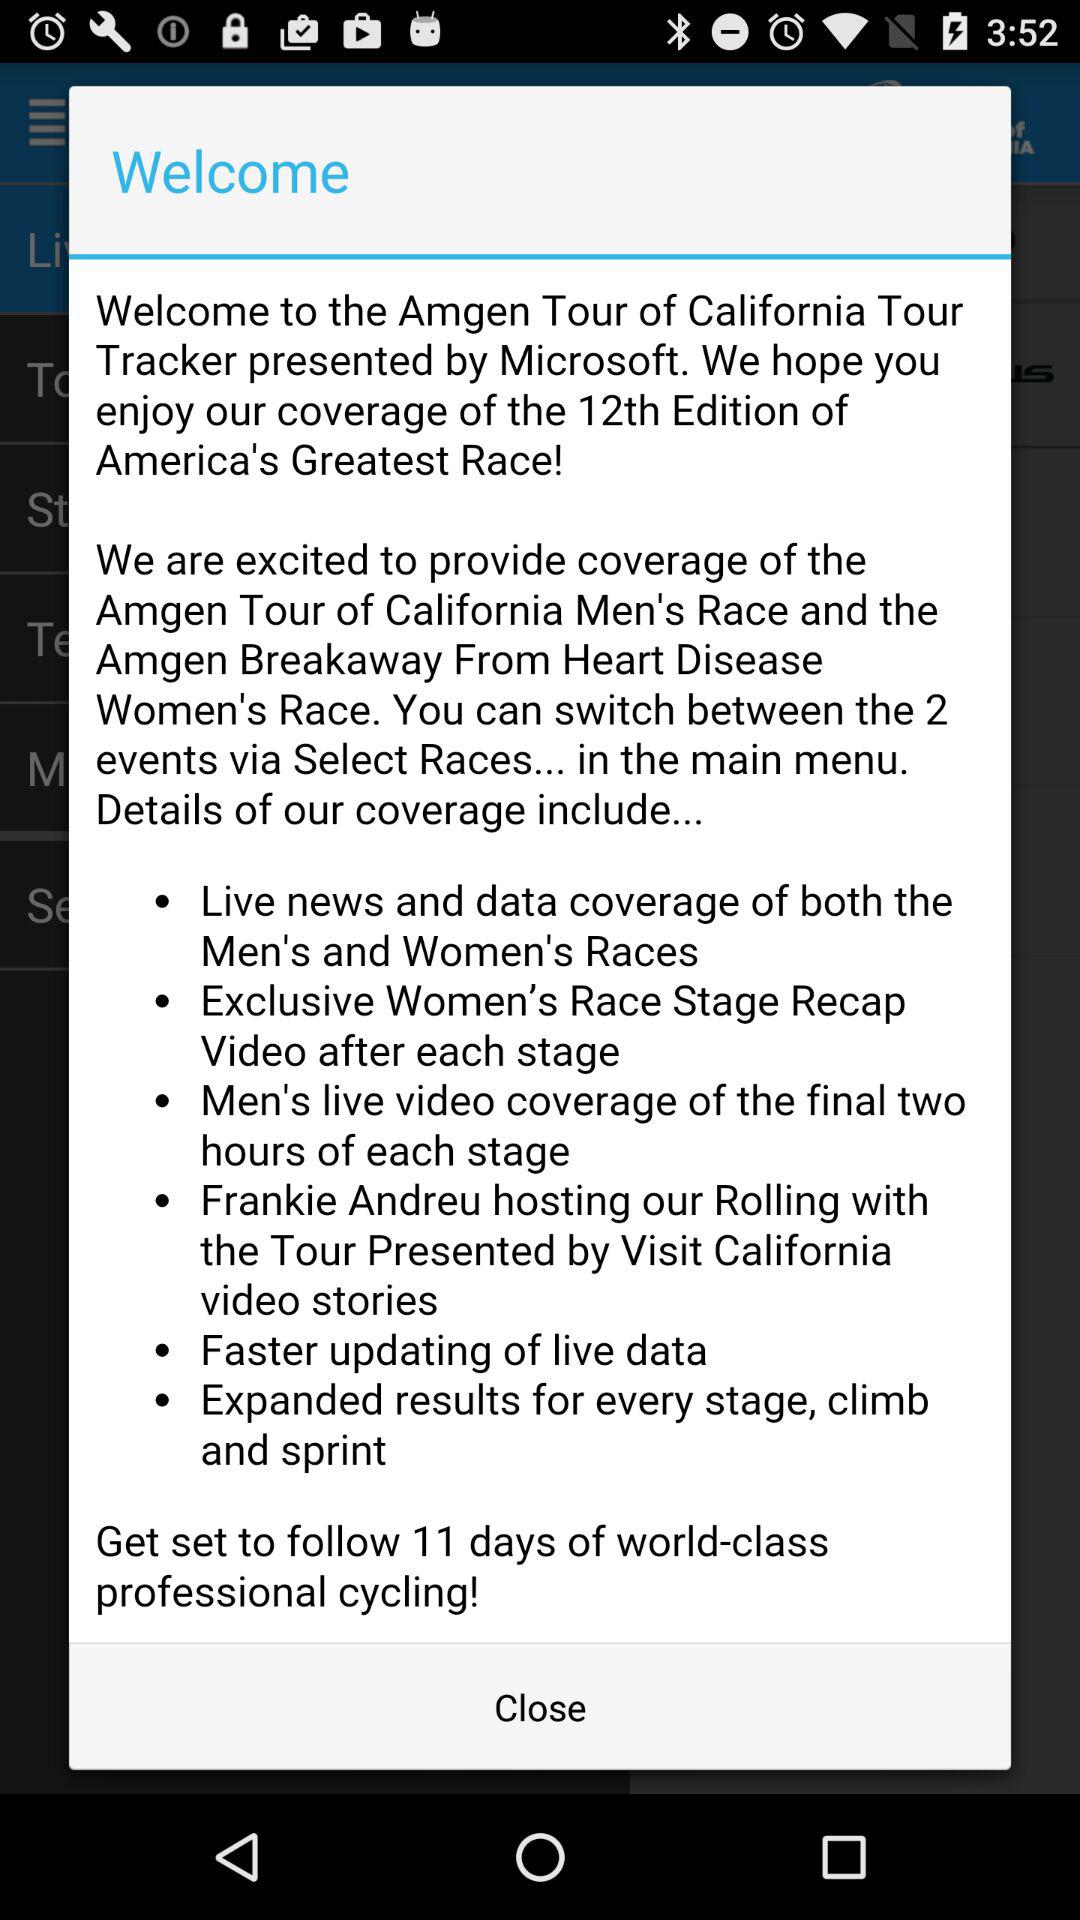 3:52
Welcome
Welcome to the Amgen Tour of California Tour
Tracker presented by Microsoft. We hope you
enjoy our coverage of the 12th Edition of
America's Greatest Race!
We are excited to provide coverage of the
Amgen Tour of California Men's Race and the
Amgen Breakaway From Heart Disease
Women's Race. You can switch between the 2
events via Select Races... in the main menu.
Details of our coverage include...
• Live news and data coverage of both the
Men's and Women's Races
• Exclusive Women’s Race Stage Recap
Video after each stage
• Men's live video coverage of the final two
hours of each stage
• Frankie Andreu hosting our Rolling with
the Tour Presented by Visit California
video stories
• Faster updating of live data
• Expanded results for every stage, climb
and sprint
Get set to follow 11 days of world-class
professional cycling!
Close